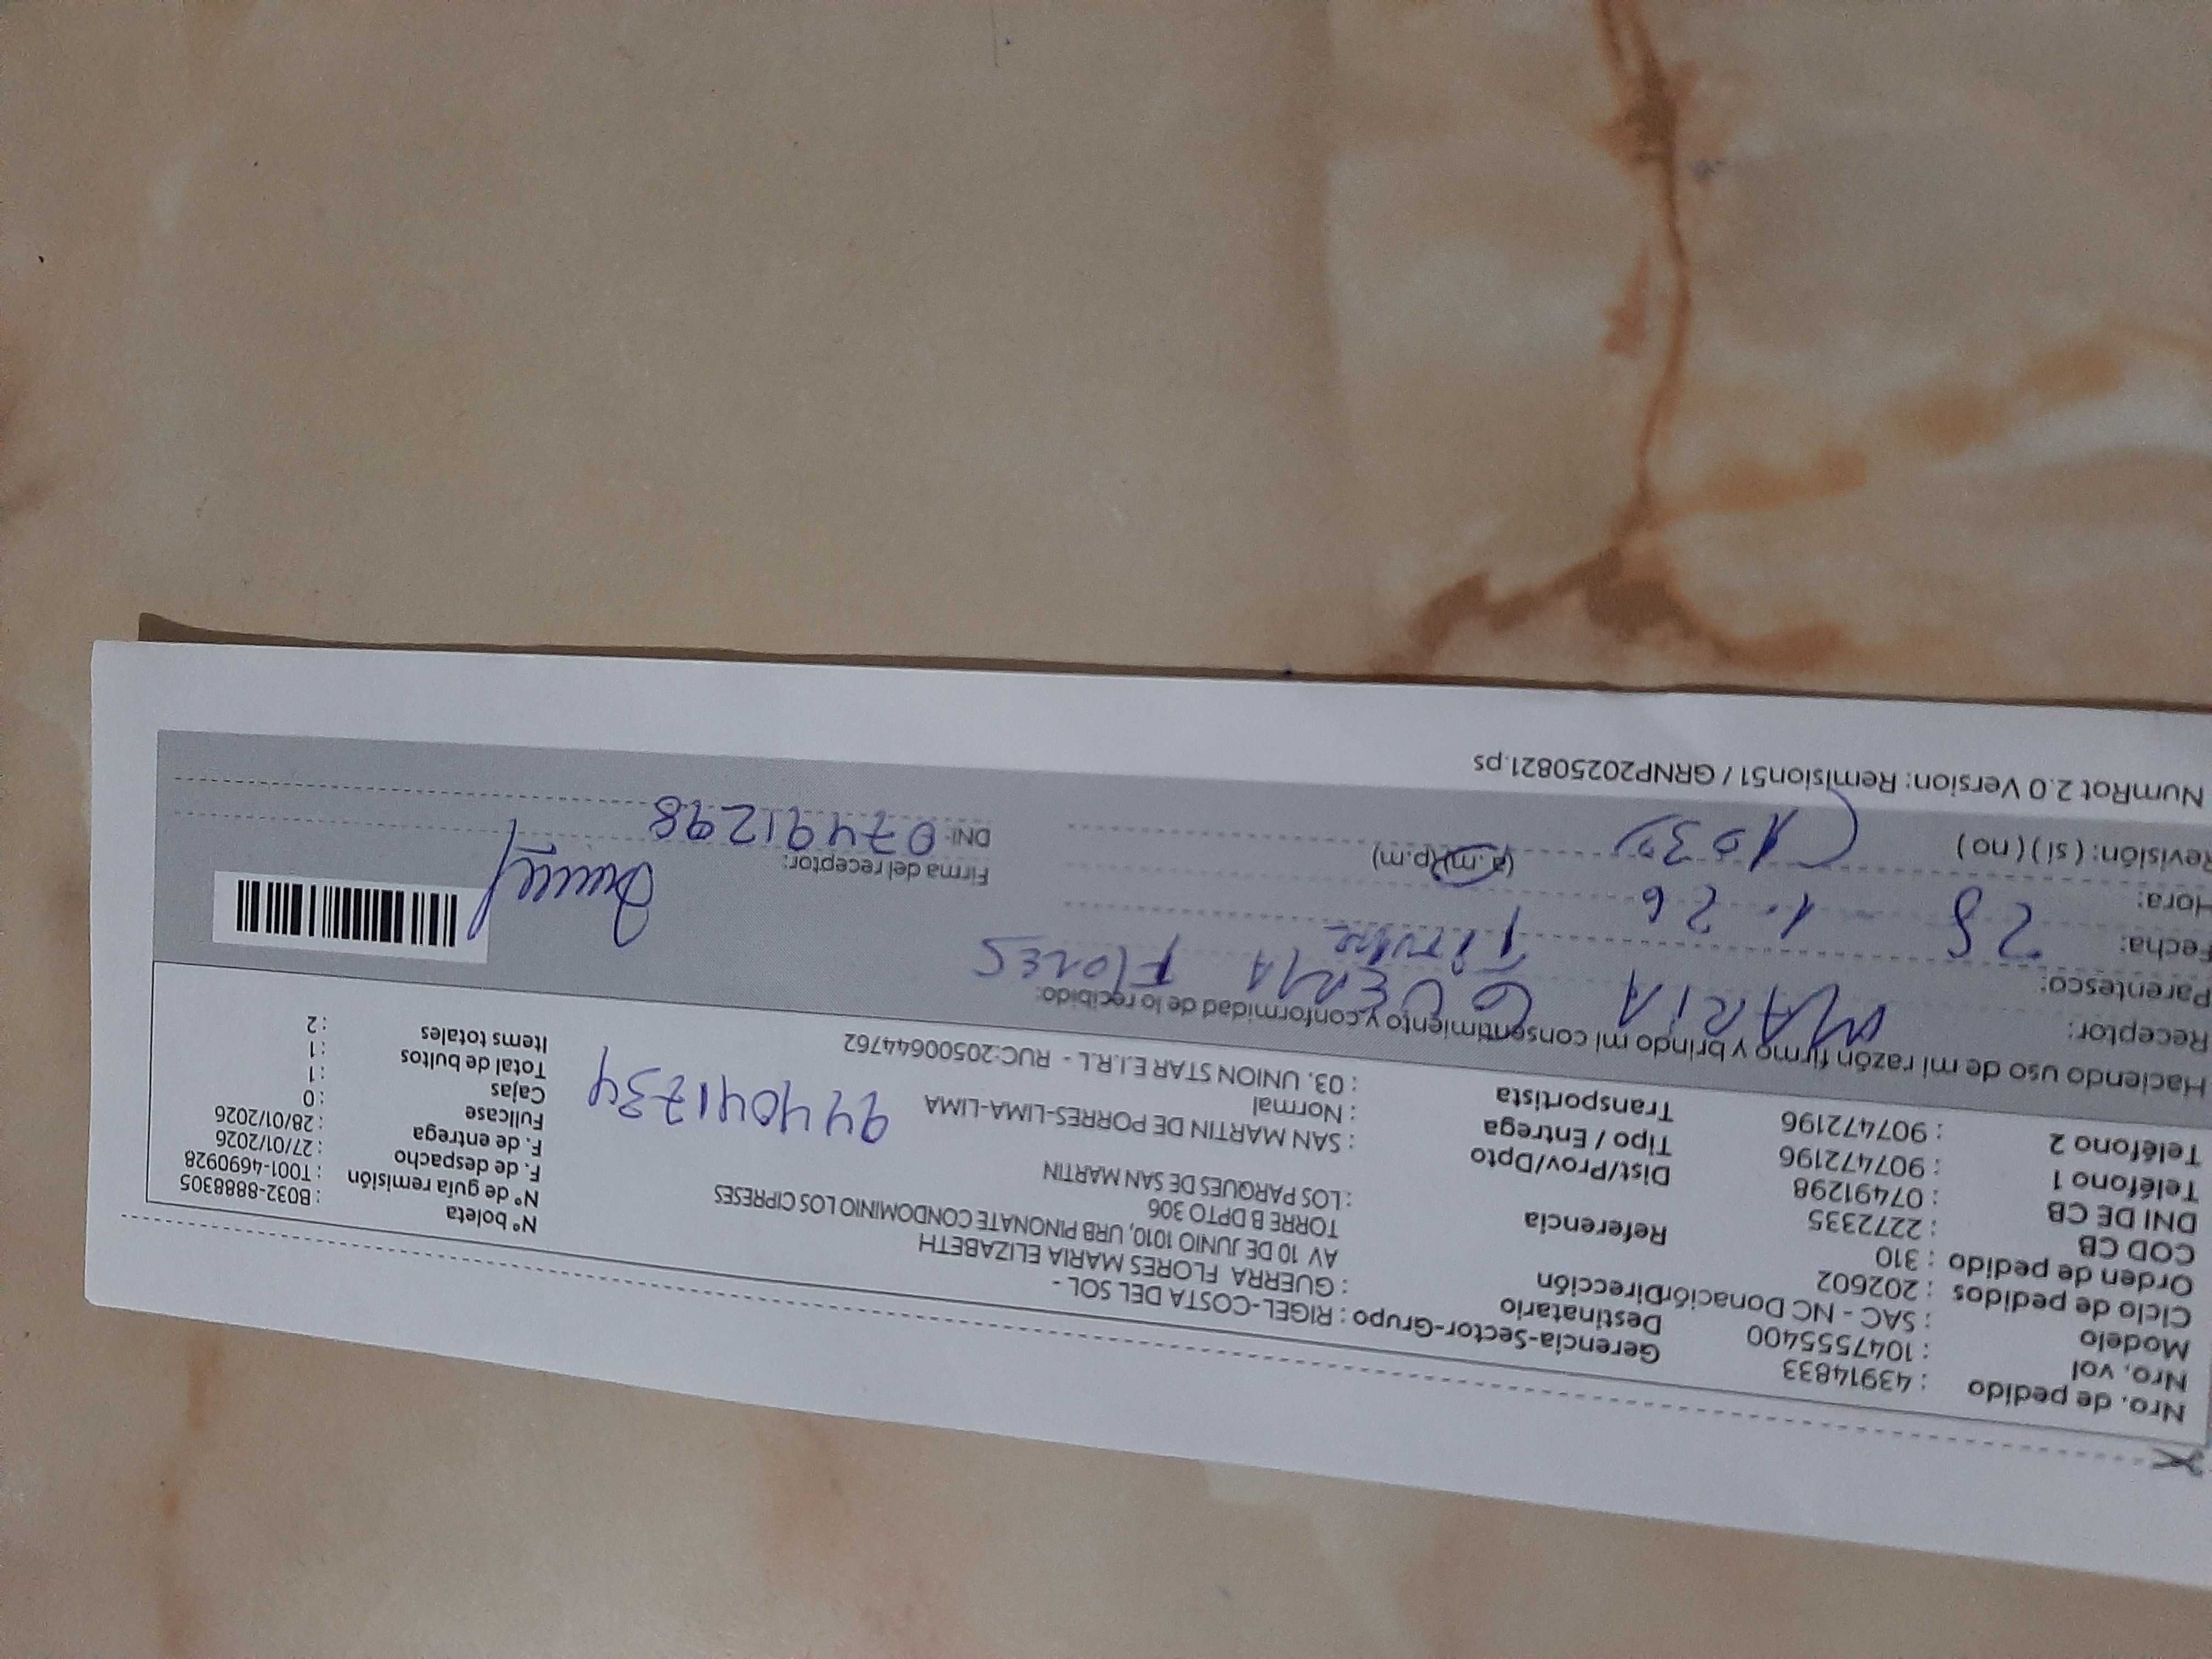 Nro. de pedido : 43914833
Nro, vol : 1047555400
Modelo : SAC - NC Donación
Ciclo de pedidos : 202602
Orden de pedido : 310
COD CB : 2272335
DNI DE CB : 07491298
Teléfono 1 : 907472196
Teléfono 2 : 907472196
Gerencia-Sector-Grupo : RIGEL-COSTA DEL SOL -
Destinatario : GUERRA FLORES MARIA ELIZABETH
Dirección AV 10 DE JUNIO 1010, URB PINONATE CONDOMINIO LOS CIPRESES
TORRE B DPTO 306
Referencia : LOS PARQUES DE SAN MARTIN
Dist/Prov/Dpto : SAN MARTIN DE PORRES-LIMA-LIMA
Tipo / Entrega : Normal
Transportista : 03. UNION STAR E.I.R.L - RUC:20500644762
Nº boleta : B032-8888305
Nº de guía remisión : T001-4690928
F. de despacho : 27/01/2026
F. de entrega : 28/01/2026
Fullcase : 0
Cajas : 1
Total de bultos : 1
Items totales : 2
944041734
Haciendo uso de mi razón firmo y brindo mi consentimiento y conformidad de lo recibido:
Receptor: MARIA GUERRA FLORES
Parentesco: Titular
Fecha: 28 - 1 - 26
Hora: 1030 (a.m)(p.m)
Revisión: ( sí ) ( no )
Firma del receptor:
DNI: 07491298
NumRot 2.0 Version: Remision51 / GRNP20250821.ps